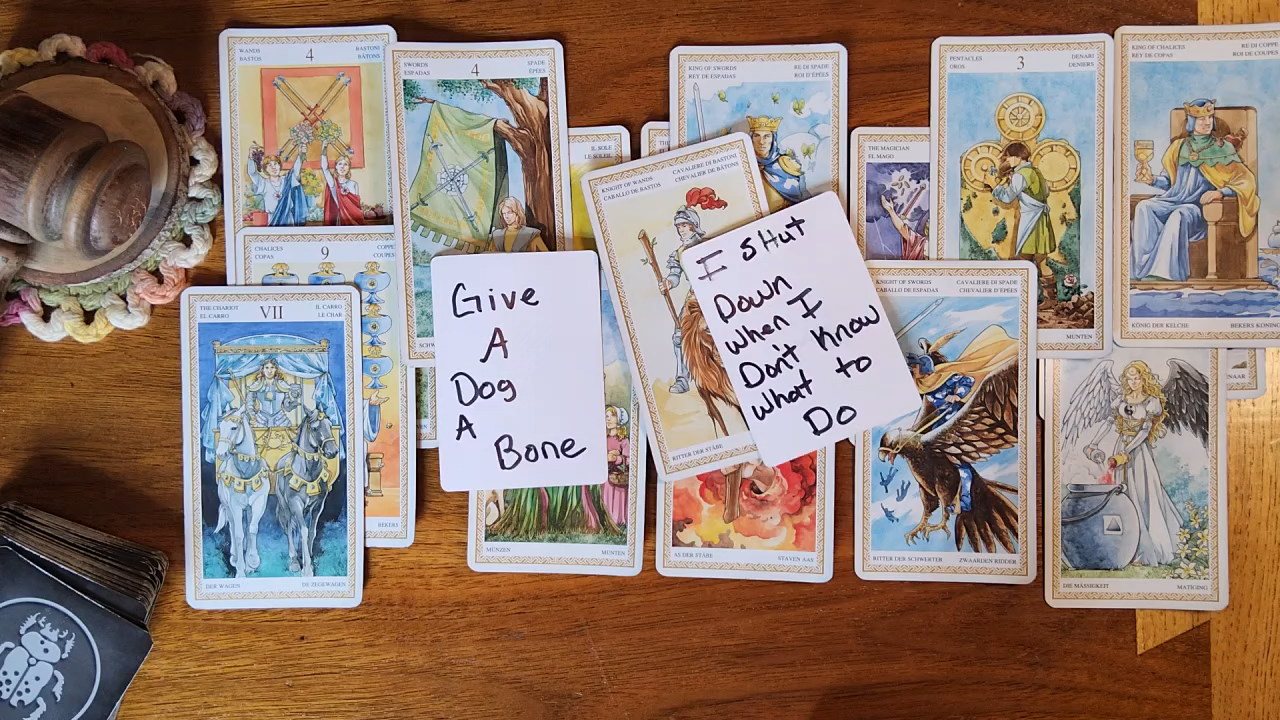 WANDS
BASTOS
4
BASTONI
BÂTONS
SWORDS
ESPADAS
4
SPADE
ÉPÉES
KING OF SWORDS
REY DE ESPADAS
RE DI SPADE
ROI D'ÉPÉES
PENTACLES
OROS
3
DENARI
DENIERS
KING OF CHALICES
REY DE COPAS
RE DI COPPE
ROI DE COUPES
IL SOLE
LE SOLEIL
THE
THE MAGICIAN
EL MAGO
KNIGHT OF WANDS
CABALLO DE BASTOS
CAVALIERE DI BASTONI
CHEVALIER DE BÂTONS
CHALICES
COPAS
9
COPPE
COUPES
THE CHARIOT
EL CARRO
VII
IL CARRO
LE CHAR
Give
A
Dog
A
Bone
I SHut
Down
when I
Don't Know
what to
Do
KNIGHT OF SWORDS
CABALLO DE ESPADAS
CAVALIERE DI SPADE
CHEVALIER D'ÉPÉES
KÖNIG DER KELCHE
BEKERS KONING
MUNTEN
SCHW
RITTER DER STÄBE
BEKERS
MÜNZEN
MUNTEN
AS DER STÄBE
STAVEN AAS
RITTER DER SCHWERTER
ZWAARDEN RIDDER
DIE MÄSSIGKEIT
MATIGING
DER WAGEN
DE ZEGEWAGEN